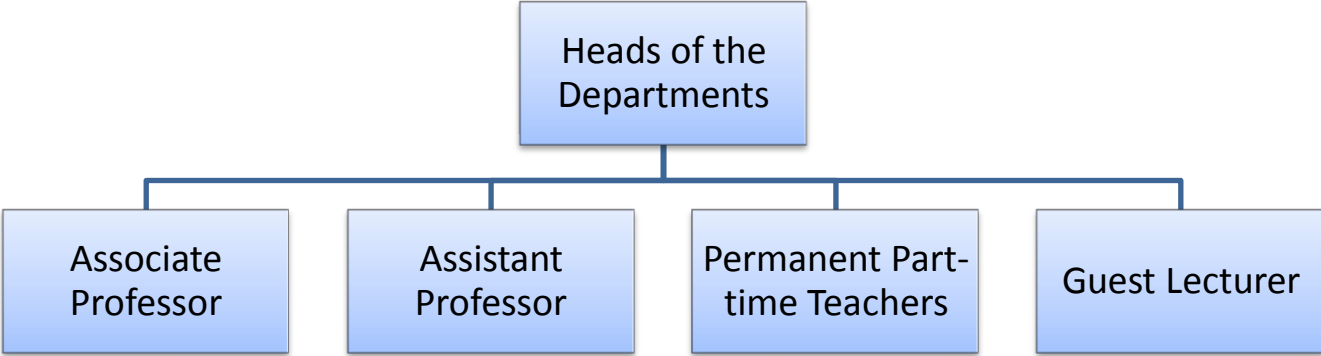 Heads of the
Departments
Associate
Professor
Assistant
Professor
Permanent Part-
time Teachers
Guest Lecturer